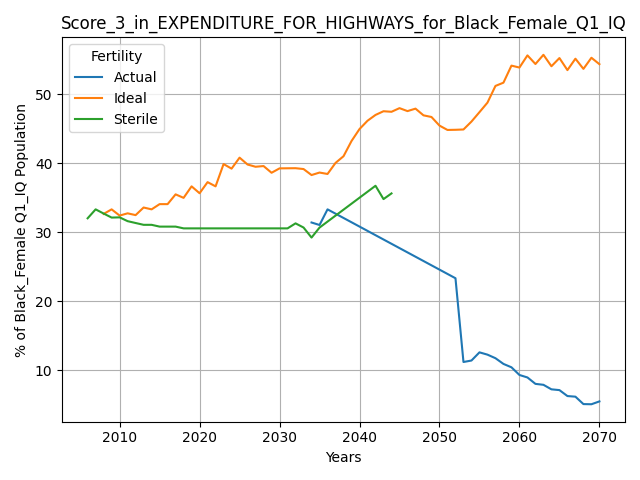 Score_3_in_EXPENDITURE_FOR_HIGHWAYS_for_Black_Female_Q1_IQ
Fertility
Actual
Ideal
Sterile
% of Black_Female Q1_IQ Population
50
40
30
20
10
2010 2020 2030 2040 2050 2060 2070
Years